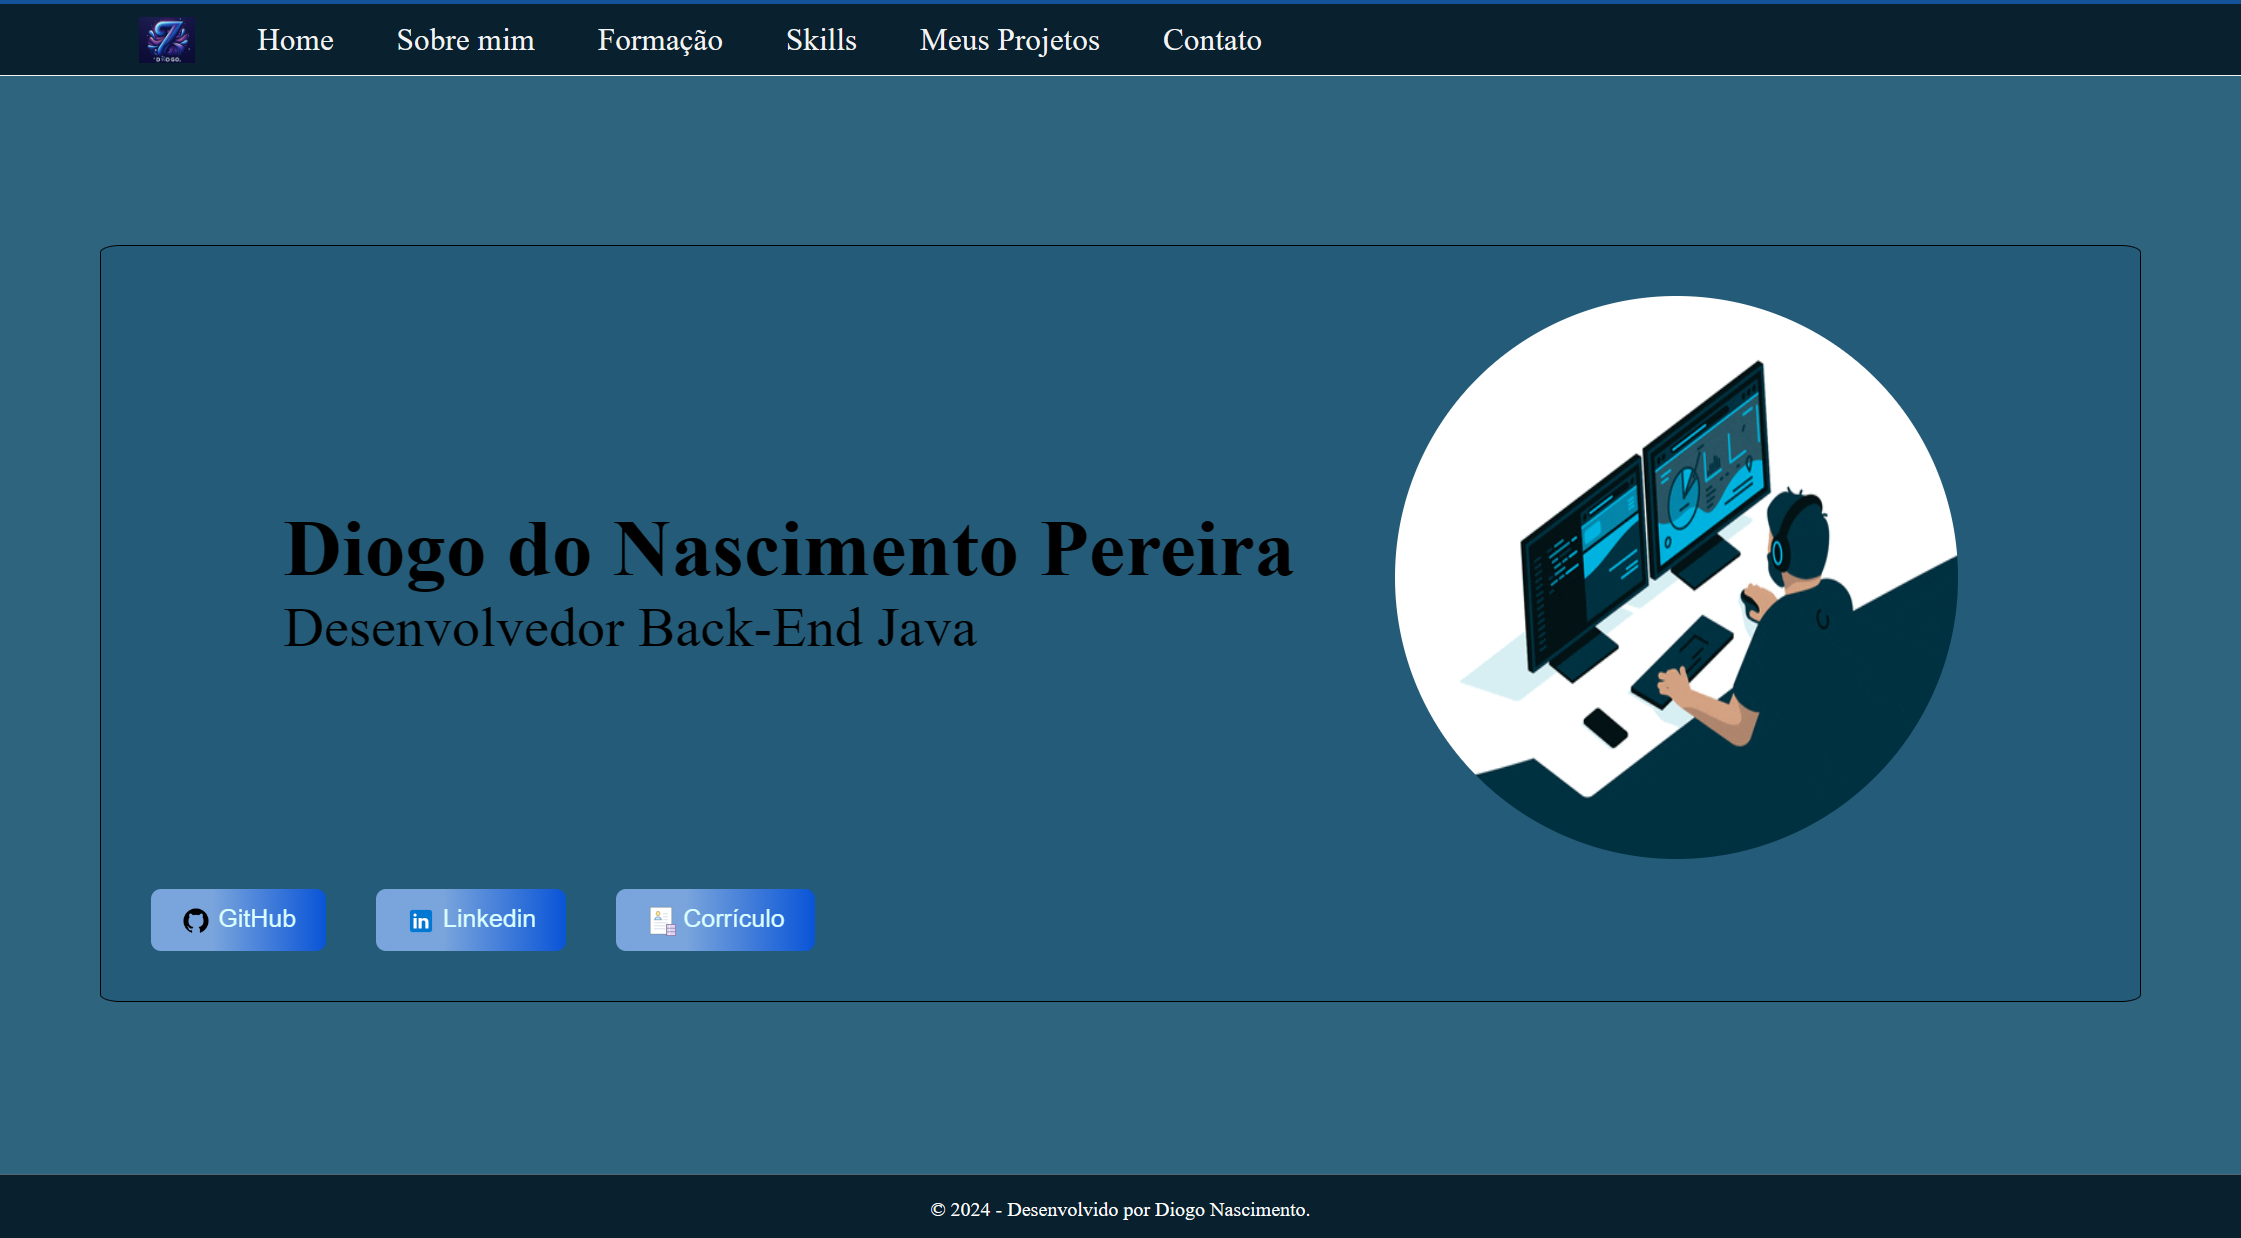 Home Sobre mim Formação Skills Meus Projetos Contato
Diogo do Nascimento Pereira
Desenvolvedor Back-End Java
GitHub Linkedin Corrículo
© 2024 - Desenvolvido por Diogo Nascimento.